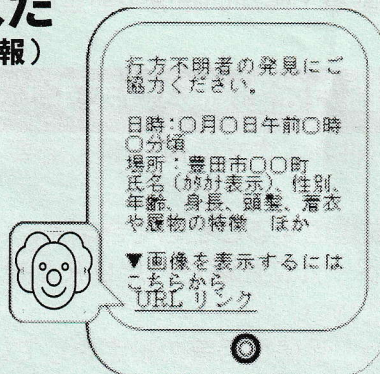 した
報）
行方不明者の発見にご
協力ください。
日時：○月○日午前○時
○分頃
場所：豊田市○○町
氏名（ｶﾀｶﾅ表示）、性別、
年齢、身長、頭髪、着衣
や履物の特徴　ほか
▼画像を表示するには
こちらから
URL リンク